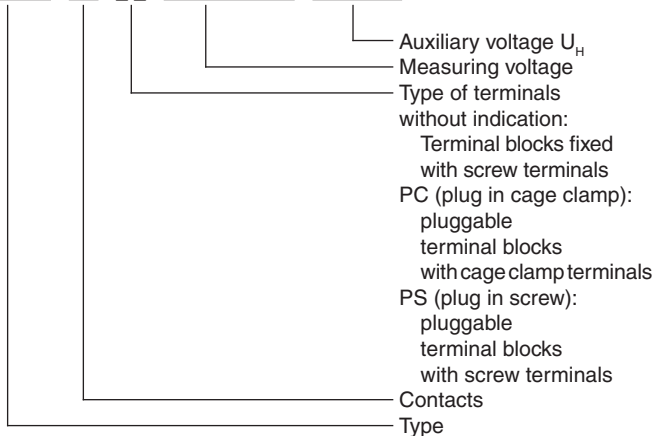 Auxiliary voltage U_H
Measuring voltage
Type of terminals
without indication:
Terminal blocks fixed
with screw terminals
PC (plug in cage clamp):
pluggable
terminal blocks
with cage clamp terminals
PS (plug in screw):
pluggable
terminal blocks
with screw terminals
Contacts
Type